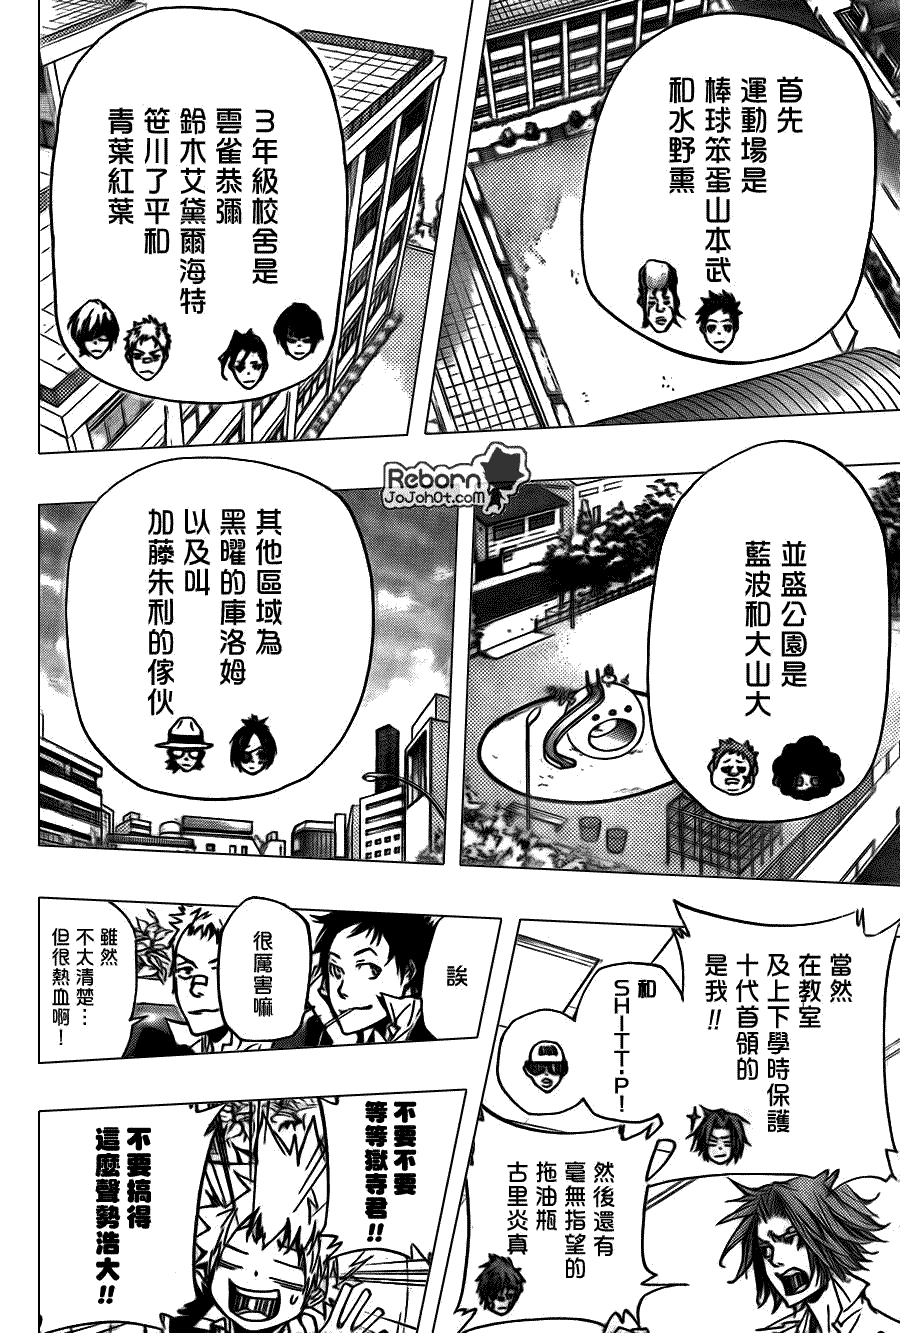 首先
運動場是
棒球笨蛋山本武
和水野薰
3年級校舍是
雲雀恭彌
鈴木艾黛爾海特
笹川了平和
青葉紅葉
Reborn
JoJoHot.com
並盛公園是
藍波和大山大
其他區域為
黑曜的庫洛姆
以及叫
加藤朱利的傢伙
當然
在教室
及上下學時保護
十代首領的
是我!!
和
SHITT·P!
誒
很厲害嘛
雖然
不太清楚…
但很熱血啊!
然後還有
毫無指望的
拖油瓶
古里炎真
不要不要
等等獄寺君!!
不要搞得
這麼聲勢浩大!!